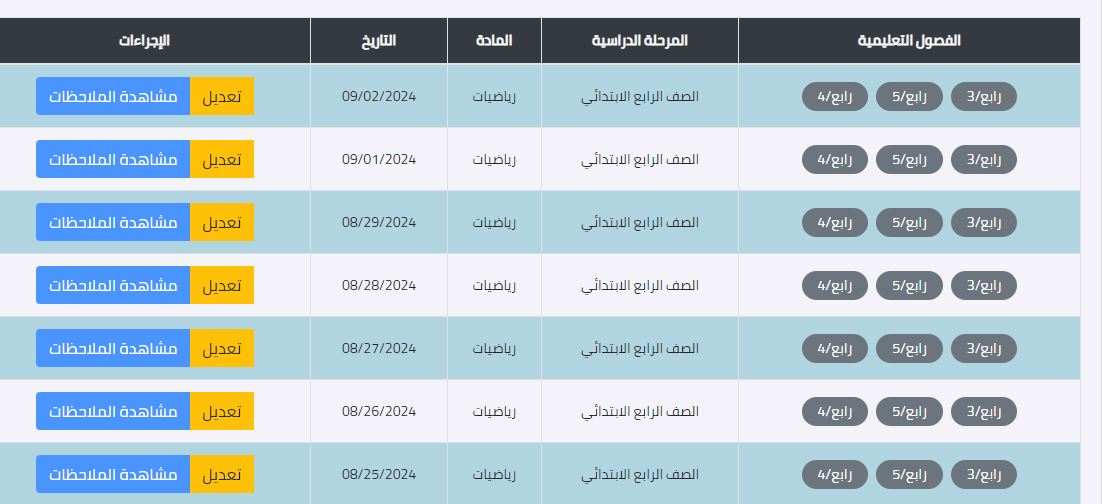 الفصول التعليمية المرحلة الدراسية المادة التاريخ الإجراءات
رابع/3 رابع/5 رابع/4 الصف الرابع الابتدائي رياضيات 09/02/2024 تعديل مشاهدة الملاحظات
رابع/3 رابع/5 رابع/4 الصف الرابع الابتدائي رياضيات 09/01/2024 تعديل مشاهدة الملاحظات
رابع/3 رابع/5 رابع/4 الصف الرابع الابتدائي رياضيات 08/29/2024 تعديل مشاهدة الملاحظات
رابع/3 رابع/5 رابع/4 الصف الرابع الابتدائي رياضيات 08/28/2024 تعديل مشاهدة الملاحظات
رابع/3 رابع/5 رابع/4 الصف الرابع الابتدائي رياضيات 08/27/2024 تعديل مشاهدة الملاحظات
رابع/3 رابع/5 رابع/4 الصف الرابع الابتدائي رياضيات 08/26/2024 تعديل مشاهدة الملاحظات
رابع/3 رابع/5 رابع/4 الصف الرابع الابتدائي رياضيات 08/25/2024 تعديل مشاهدة الملاحظات